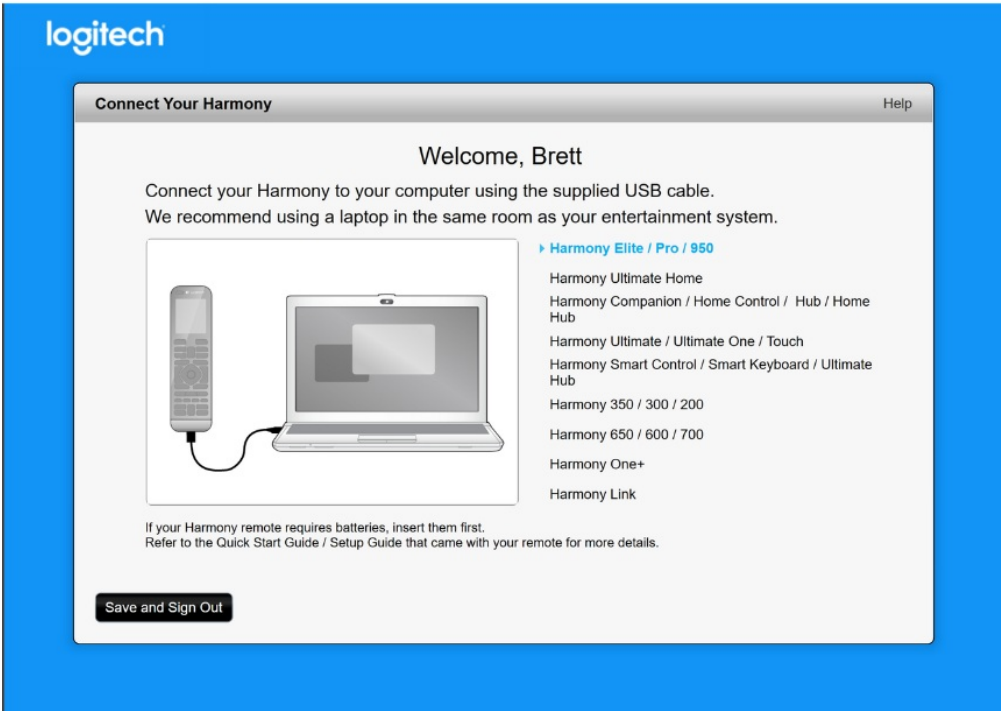 logitech
Connect Your Harmony
Help
Welcome, Brett
Connect your Harmony to your computer using the supplied USB cable.
We recommend using a laptop in the same room as your entertainment system.
Harmony Elite / Pro / 950
Harmony Ultimate Home
Harmony Companion / Home Control / Hub / Home
Hub
Harmony Ultimate / Ultimate One / Touch
Harmony Smart Control / Smart Keyboard / Ultimate
Hub
Harmony 350 / 300 / 200
Harmony 650 / 600 / 700
Harmony One+
Harmony Link
If your Harmony remote requires batteries, insert them first.
Refer to the Quick Start Guide / Setup Guide that came with your remote for more details.
Save and Sign Out